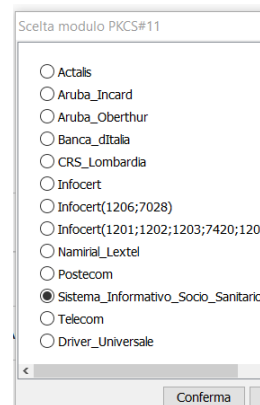 Scelta modulo PKCS#11
Actalis
Aruba_Incard
Aruba_Oberthur
Banca_dItalia
CRS_Lombardia
Infocert
Infocert(1206;7028)
Infocert(1201;1202;1203;7420;120
Namirial_Lextel
Postecom
Sistema_Informativo_Socio_Sanitario
Telecom
Driver_Universale
Conferma